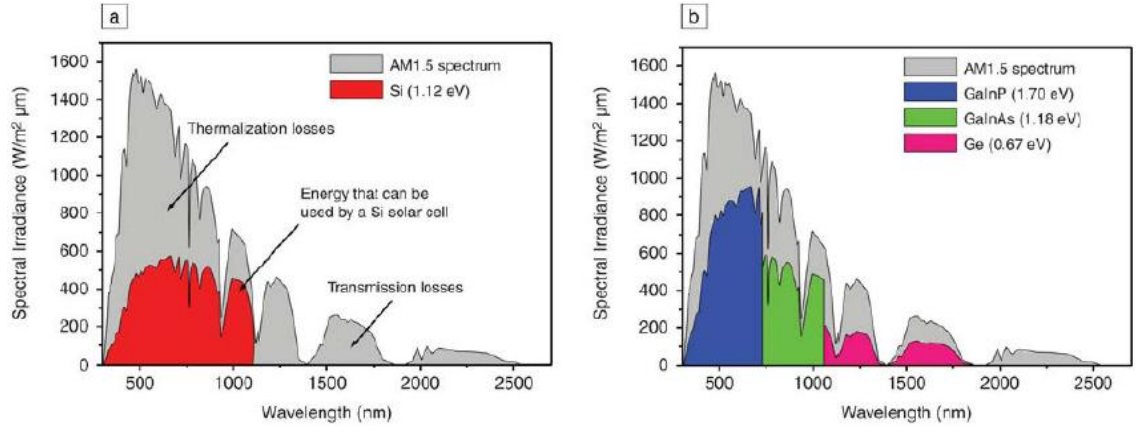 a
Spectral Irradiance (W/m² μm)
1600
1400
1200
1000
800
600
400
200
0
AM1.5 spectrum
Si (1.12 eV)
Thermalization losses
Energy that can be
used by a Si solar cell
Transmission losses
500
1000
1500
2000
2500
Wavelength (nm)
b
Spectral Irradiance (W/m² μm)
1600
1400
1200
1000
800
600
400
200
0
AM1.5 spectrum
GaInP (1.70 eV)
GaInAs (1.18 eV)
Ge (0.67 eV)
500
1000
1500
2000
2500
Wavelength (nm)